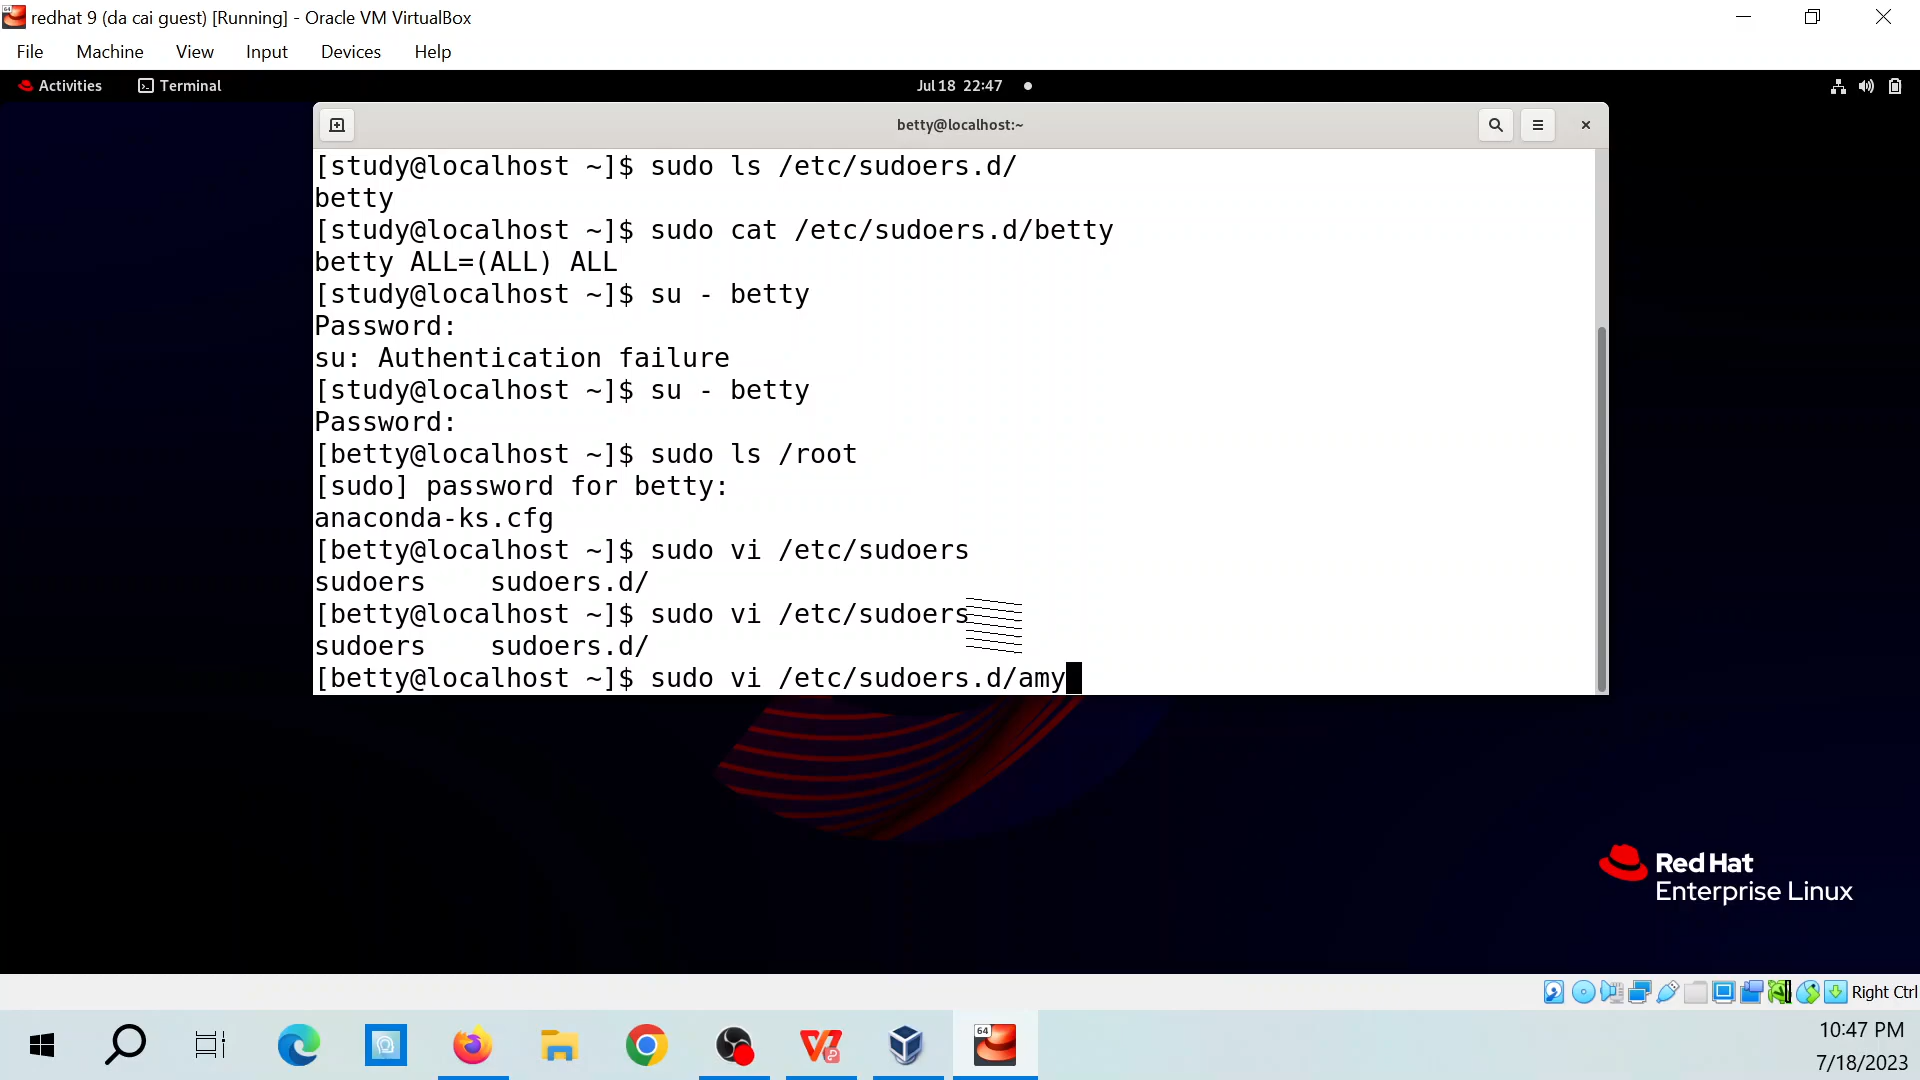 redhat 9 (da cai guest) [Running] - Oracle VM VirtualBox
File Machine View Input Devices Help
Activities Terminal Jul 18 22:47
betty@localhost:~
[study@localhost ~]$ sudo ls /etc/sudoers.d/
betty
[study@localhost ~]$ sudo cat /etc/sudoers.d/betty
betty ALL=(ALL) ALL
[study@localhost ~]$ su - betty
Password:
su: Authentication failure
[study@localhost ~]$ su - betty
Password:
[betty@localhost ~]$ sudo ls /root
[sudo] password for betty:
anaconda-ks.cfg
[betty@localhost ~]$ sudo vi /etc/sudoers
sudoers    sudoers.d/
[betty@localhost ~]$ sudo vi /etc/sudoers
sudoers    sudoers.d/
[betty@localhost ~]$ sudo vi /etc/sudoers.d/amy
Red Hat
Enterprise Linux
Right Ctrl
64
10:47 PM
7/18/2023